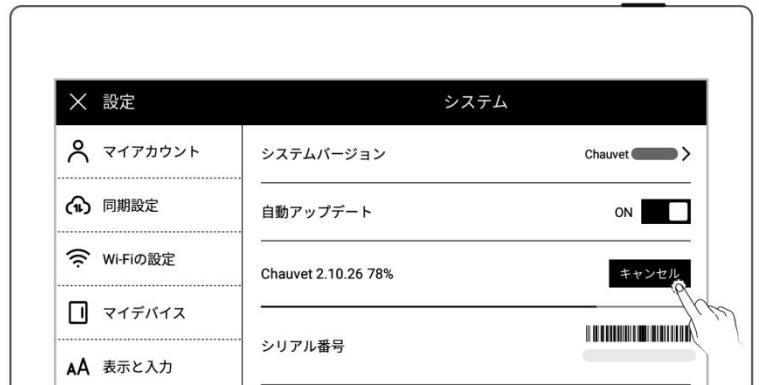 設定
システム
マイアカウント
同期設定
Wi-Fiの設定
マイデバイス
表示と入力
システムバージョン
Chauvet
自動アップデート
ON
Chauvet 2.10.26 78%
キャンセル
シリアル番号